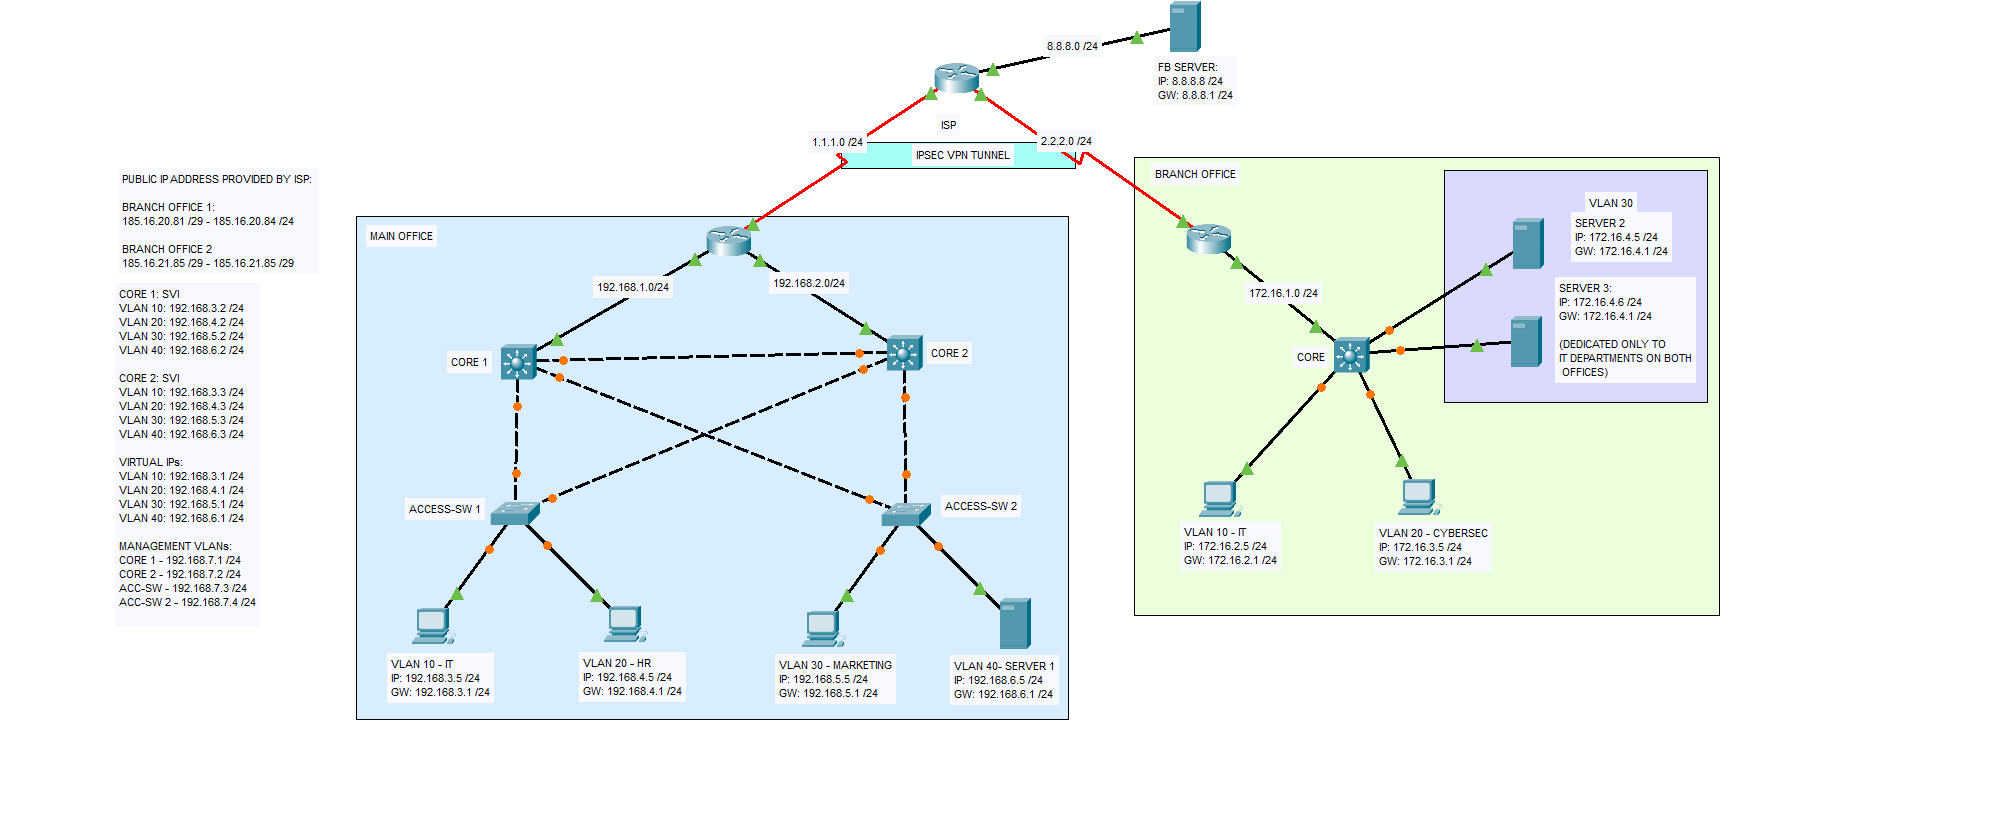 8.8.8.0 /24
FB SERVER:
IP: 8.8.8.8 /24
GW: 8.8.8.1 /24
ISP
1.1.1.0 /24
2.2.2.0 /24
IPSEC VPN TUNNEL
PUBLIC IP ADDRESS PROVIDED BY ISP:
BRANCH OFFICE 1:
185.16.20.81 /29 - 185.16.20.84 /24
BRANCH OFFICE 2
185.16.21.85 /29 - 185.16.21.85 /29
CORE 1: SVI
VLAN 10: 192.168.3.2 /24
VLAN 20: 192.168.4.2 /24
VLAN 30: 192.168.5.2 /24
VLAN 40: 192.168.6.2 /24
CORE 2: SVI
VLAN 10: 192.168.3.3 /24
VLAN 20: 192.168.4.3 /24
VLAN 30: 192.168.5.3 /24
VLAN 40: 192.168.6.3 /24
VIRTUAL IPs:
VLAN 10: 192.168.3.1 /24
VLAN 20: 192.168.4.1 /24
VLAN 30: 192.168.5.1 /24
VLAN 40: 192.168.6.1 /24
MANAGEMENT VLANs:
CORE 1 - 192.168.7.1 /24
CORE 2 - 192.168.7.2 /24
ACC-SW - 192.168.7.3 /24
ACC-SW 2 - 192.168.7.4 /24
MAIN OFFICE
192.168.1.0/24
192.168.2.0/24
CORE 1
CORE 2
ACCESS-SW 1
ACCESS-SW 2
VLAN 10 - IT
IP: 192.168.3.5 /24
GW: 192.168.3.1 /24
VLAN 20 - HR
IP: 192.168.4.5 /24
GW: 192.168.4.1 /24
VLAN 30 - MARKETING
IP: 192.168.5.5 /24
GW: 192.168.5.1 /24
VLAN 40- SERVER 1
IP: 192.168.6.5 /24
GW: 192.168.6.1 /24
BRANCH OFFICE
172.16.1.0 /24
CORE
VLAN 30
SERVER 2
IP: 172.16.4.5 /24
GW: 172.16.4.1 /24
SERVER 3:
IP: 172.16.4.6 /24
GW: 172.16.4.1 /24
(DEDICATED ONLY TO
IT DEPARTMENTS ON BOTH
OFFICES)
VLAN 10 - IT
IP: 172.16.2.5 /24
GW: 172.16.2.1 /24
VLAN 20 - CYBERSEC
IP: 172.16.3.5 /24
GW: 172.16.3.1 /24